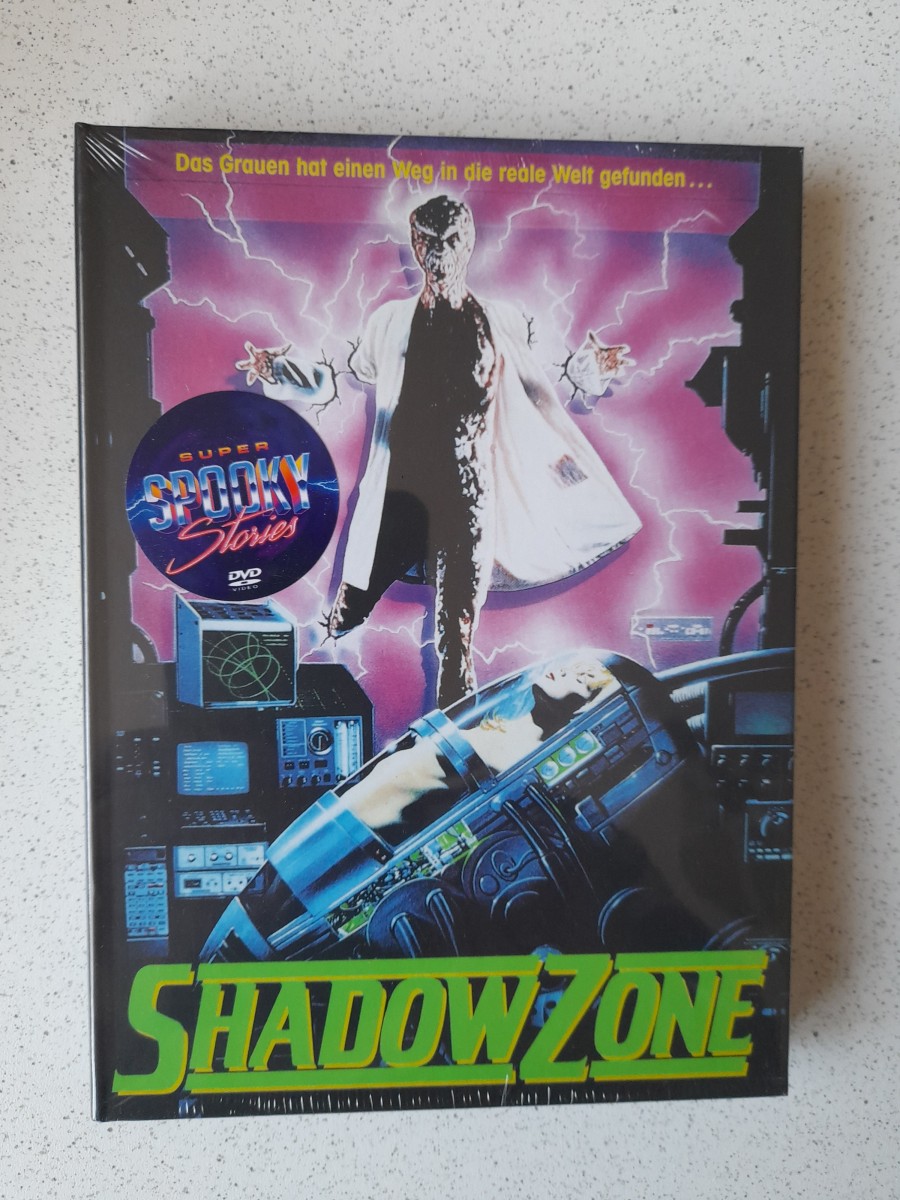 Das Grauen hat einen Weg in die reale Welt gefunden...
SUPER
SPOOKY
Stories
DVD
VIDEO
SHADOWZONE